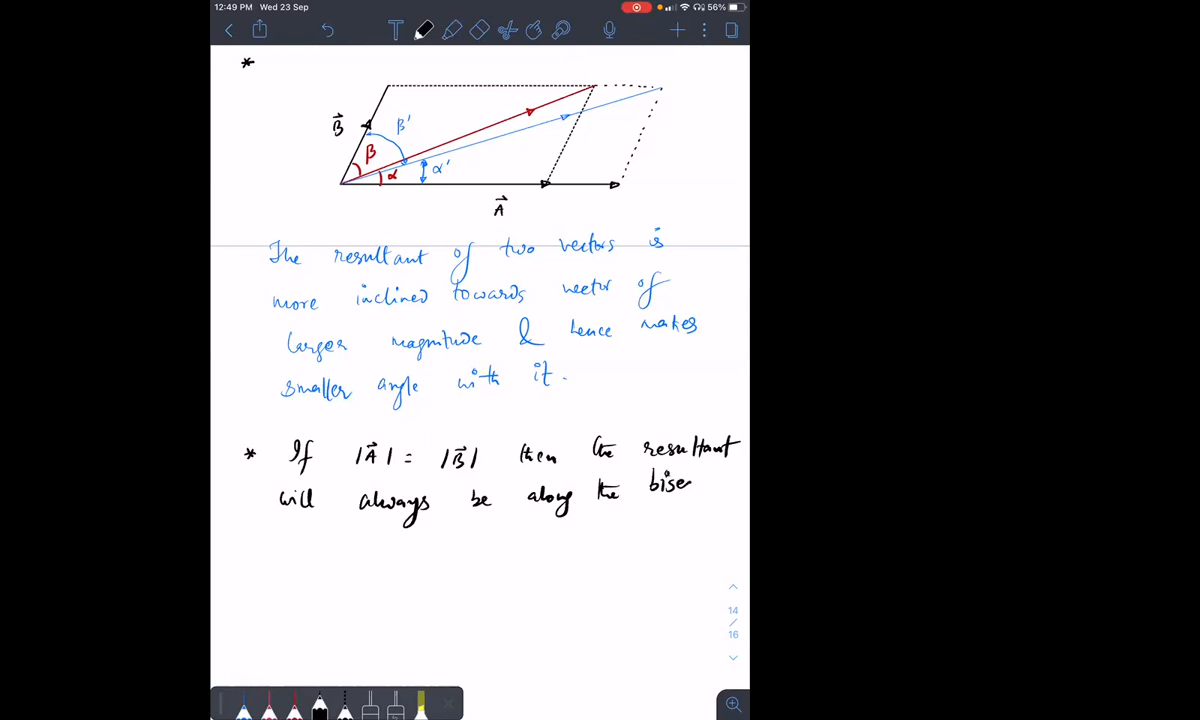 12:49 PM Wed 23 Sep 56%
T
*
B
β'
β
α
α'
A
The resultant of two vectors is
more inclined towards vector of
larger magnitude & hence makes
smaller angle with it.
* If |A| = |B| then the resultant
will always be along the bise
14
/
16